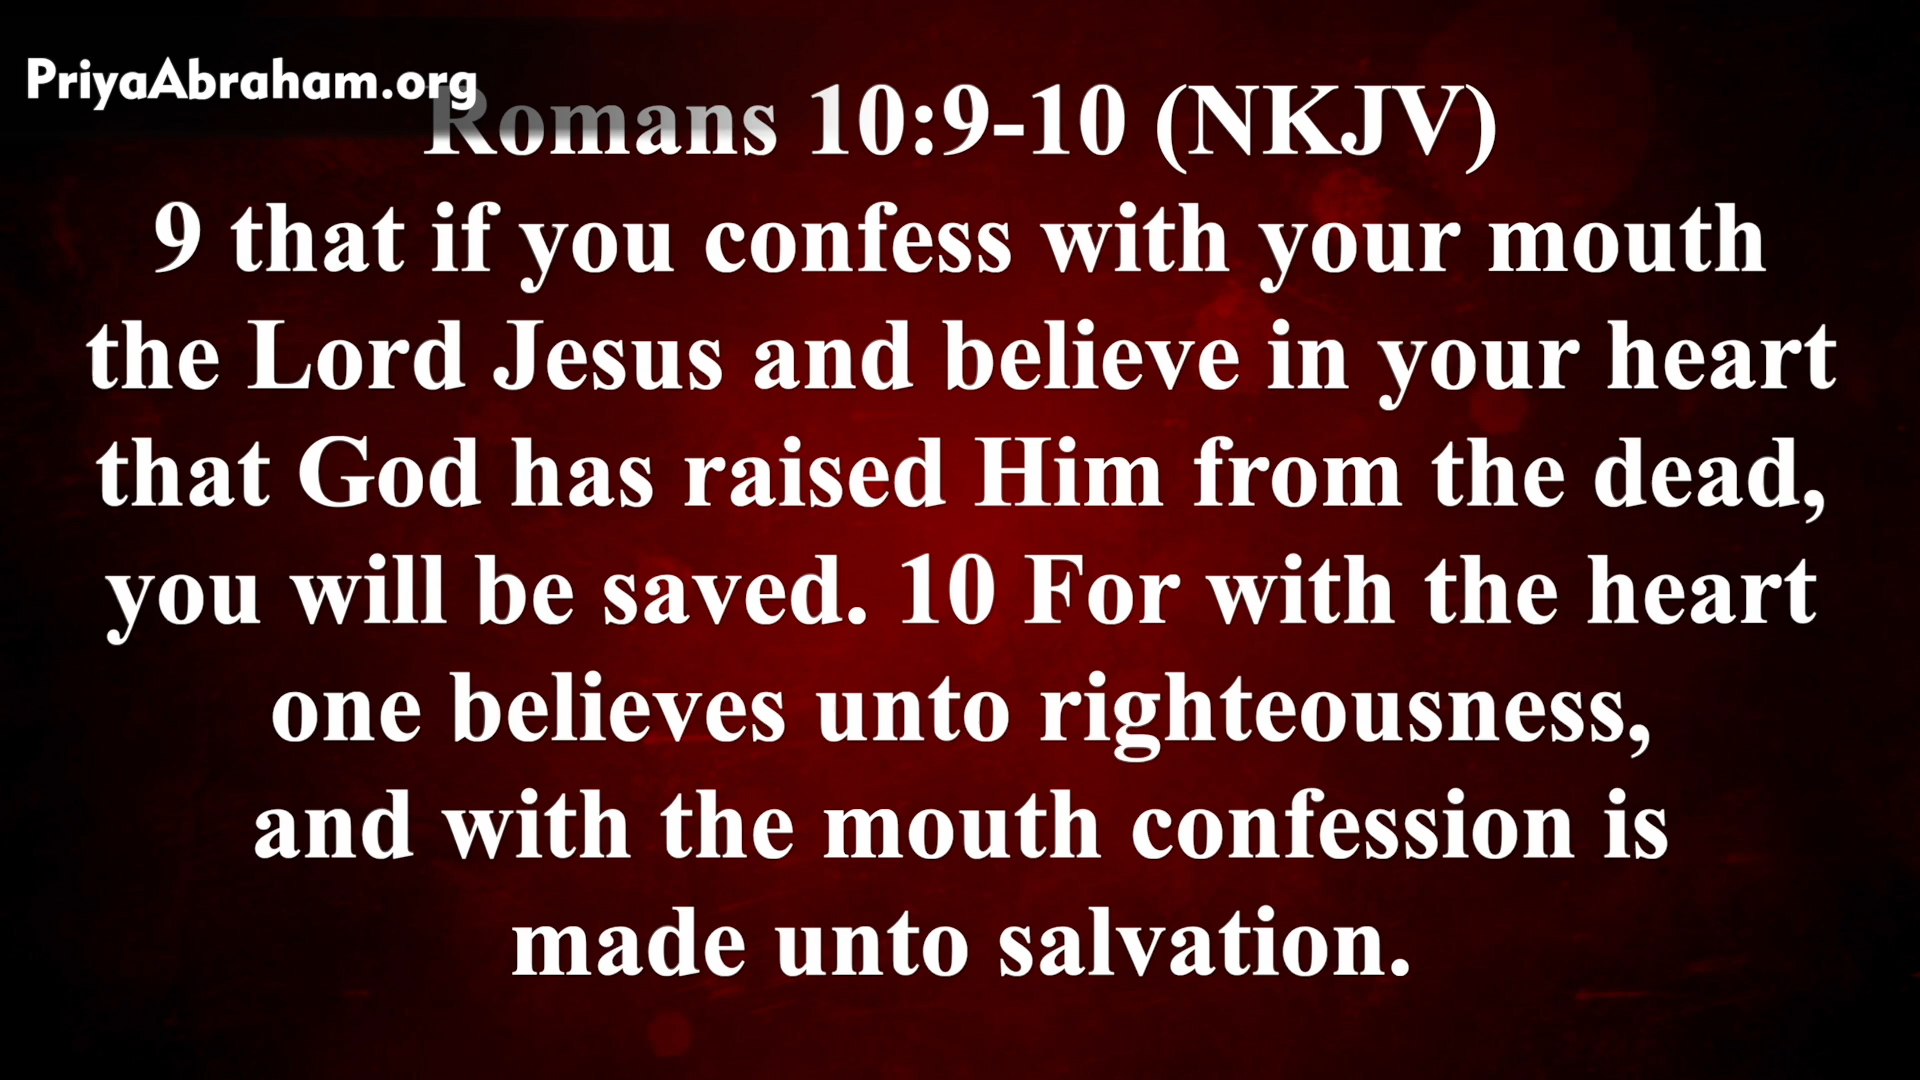 PriyaAbraham.org
Romans 10:9-10 (NKJV)
9 that if you confess with your mouth
the Lord Jesus and believe in your heart
that God has raised Him from the dead,
you will be saved. 10 For with the heart
one believes unto righteousness,
and with the mouth confession is
made unto salvation.